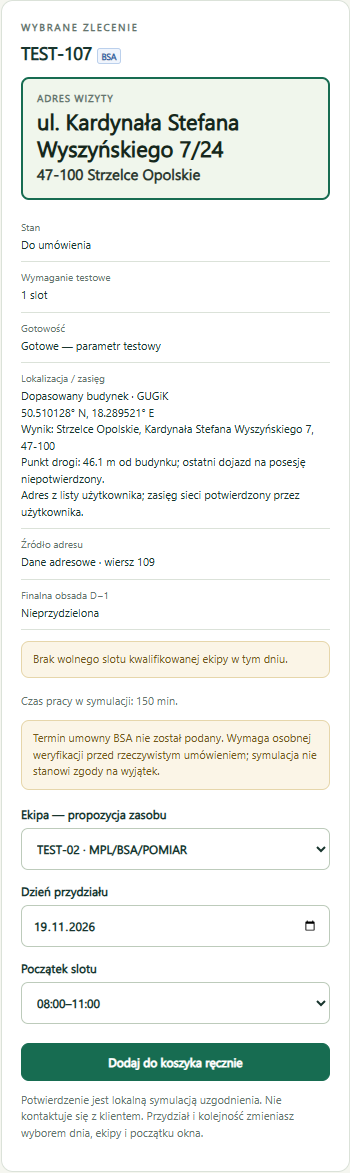 WYBRANE ZLECENIE
TEST-107 BSA
ADRES WIZYTY
ul. Kardynała Stefana
Wyszyńskiego 7/24
47-100 Strzelce Opolskie
Stan
Do umówienia
Wymaganie testowe
1 slot
Gotowość
Gotowe — parametr testowy
Lokalizacja / zasięg
Dopasowany budynek · GUGiK
50.510128° N, 18.289521° E
Wynik: Strzelce Opolskie, Kardynała Stefana Wyszyńskiego 7,
47-100
Punkt drogi: 46.1 m od budynku; ostatni dojazd na posesję
niepotwierdzony.
Adres z listy użytkownika; zasięg sieci potwierdzony przez
użytkownika.
Źródło adresu
Dane adresowe · wiersz 109
Finalna obsada D−1
Nieprzydzielona
Brak wolnego slotu kwalifikowanej ekipy w tym dniu.
Czas pracy w symulacji: 150 min.
Termin umowny BSA nie został podany. Wymaga osobnej
weryfikacji przed rzeczywistym umówieniem; symulacja nie
stanowi zgody na wyjątek.
Ekipa — propozycja zasobu
TEST-02 · MPL/BSA/POMIAR
Dzień przydziału
19.11.2026
Początek slotu
08:00–11:00
Dodaj do koszyka ręcznie
Potwierdzenie jest lokalną symulacją uzgodnienia. Nie
kontaktuje się z klientem. Przydział i kolejność zmieniasz
wyborem dnia, ekipy i początku okna.